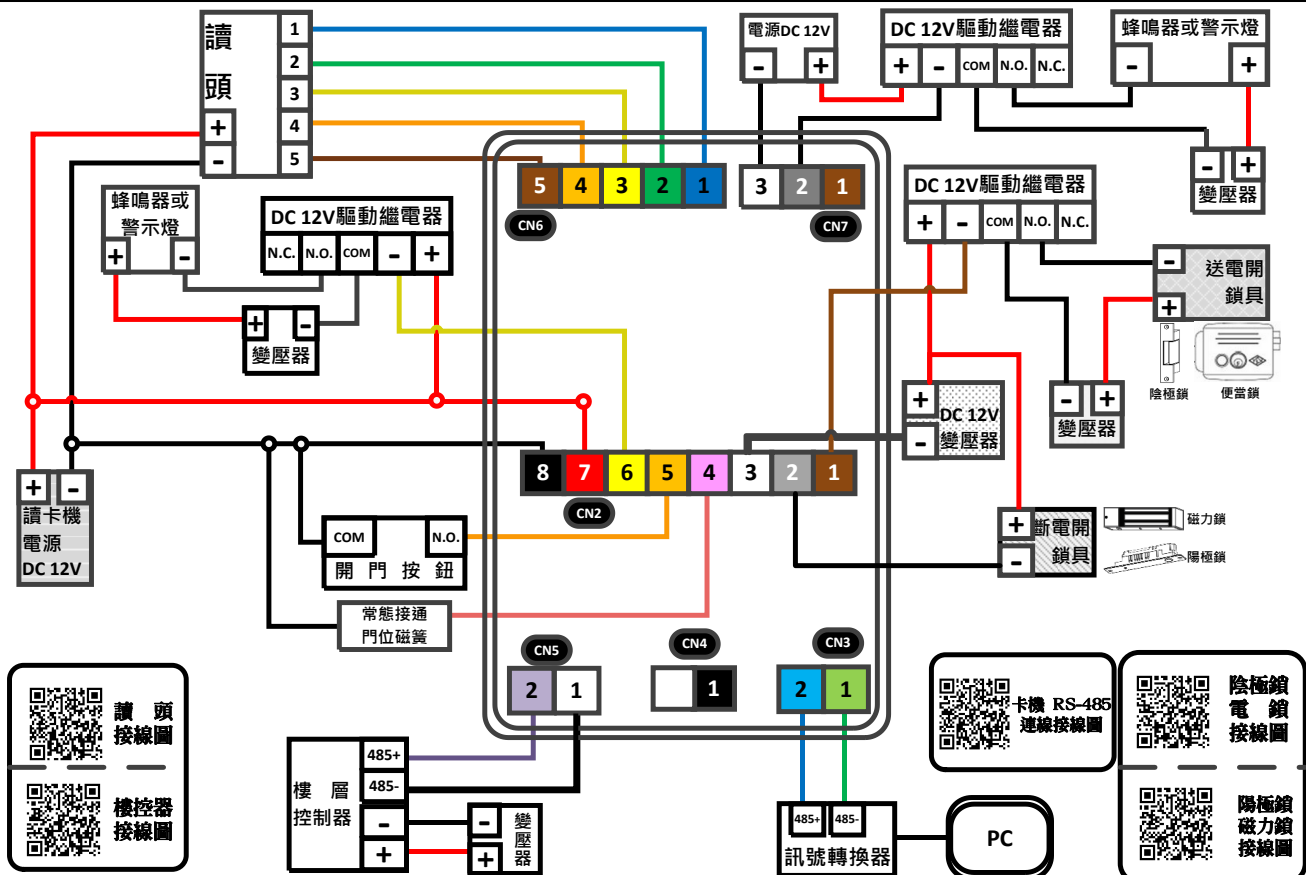 讀頭
1
2
3
4
5
+
-
電源DC 12V
-
+
DC 12V驅動繼電器
+
-
COM
N.O.
N.C.
蜂鳴器或警示燈
-
+
-
+
變壓器
蜂鳴器或
警示燈
+
-
DC 12V驅動繼電器
N.C.
N.O.
COM
-
+
+
-
變壓器
5
4
3
2
1
CN6
3
2
1
CN7
DC 12V驅動繼電器
+
-
COM
N.O.
N.C.
-
送電開
鎖具
+
陰極鎖
便當鎖
-
+
變壓器
+
DC 12V
-
變壓器
8
7
6
5
4
3
2
1
CN2
+
-
讀卡機
電源
DC 12V
COM
N.O.
開門按鈕
常態接通
門位磁簧
+
斷電開
-
鎖具
磁力鎖
陽極鎖
CN5
2
1
CN4
1
CN3
2
1
讀頭
接線圖
樓控器
接線圖
樓層
控制器
485+
485-
-
+
-
+
變壓器
485+
485-
訊號轉換器
PC
卡機 RS-485
連線接線圖
陰極鎖
電鎖
接線圖
陽極鎖
磁力鎖
接線圖